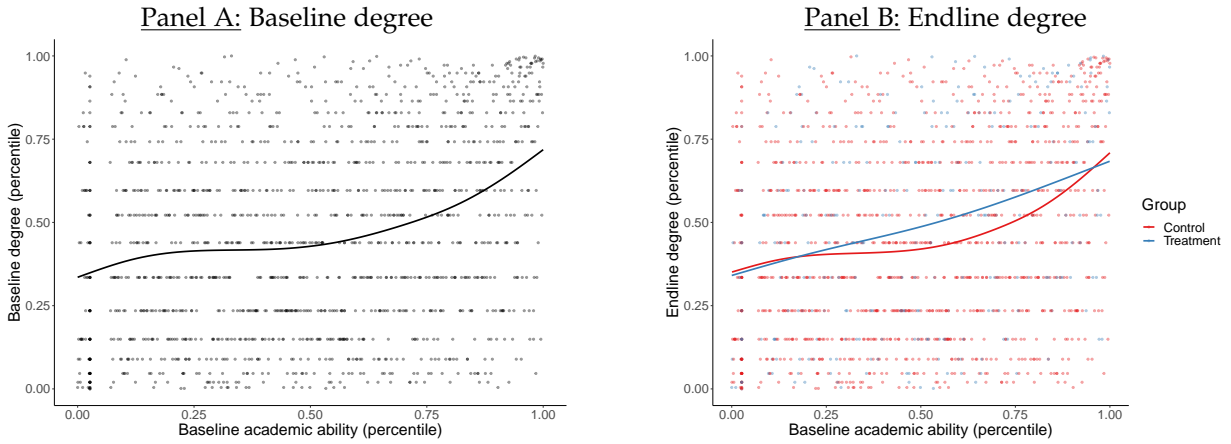 Panel A: Baseline degree
Baseline degree (percentile)
1.00
0.75
0.50
0.25
0.00
0.00 0.25 0.50 0.75 1.00
Baseline academic ability (percentile)
Panel B: Endline degree
Endline degree (percentile)
1.00
0.75
0.50
0.25
0.00
0.00 0.25 0.50 0.75 1.00
Baseline academic ability (percentile)
Group
Control
Treatment